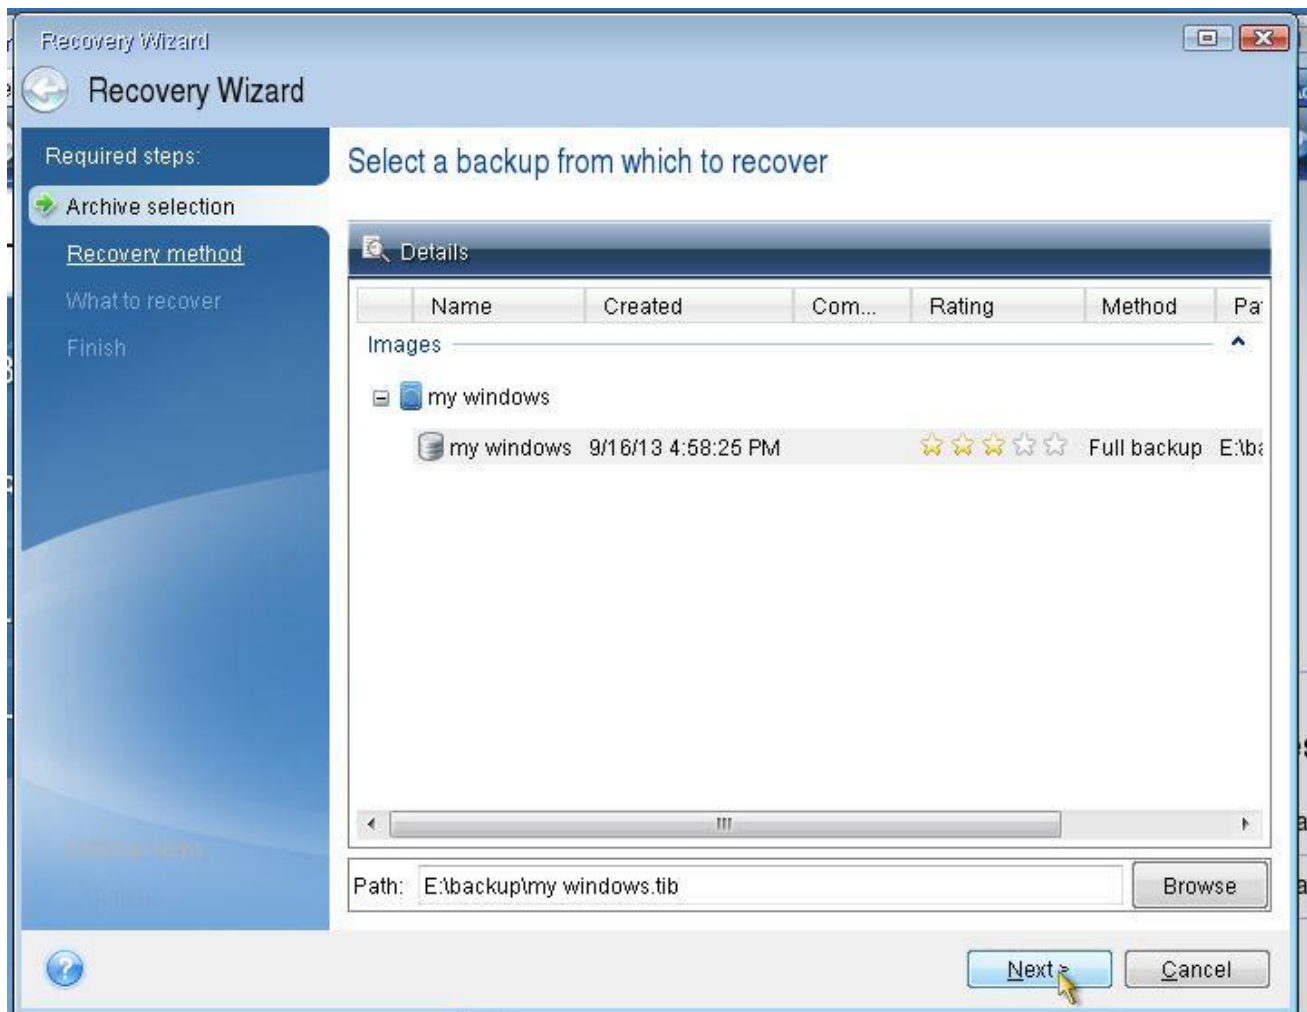 Recovery Wizard
Recovery Wizard
Required steps:
Archive selection
Recovery method
What to recover
Finish
Select a backup from which to recover
Details
Name Created Com... Rating Method Pa
Images
my windows
my windows 9/16/13 4:58:25 PM Full backup E:\ba
Path: E:\backup\my windows.tib Browse
Next > Cancel